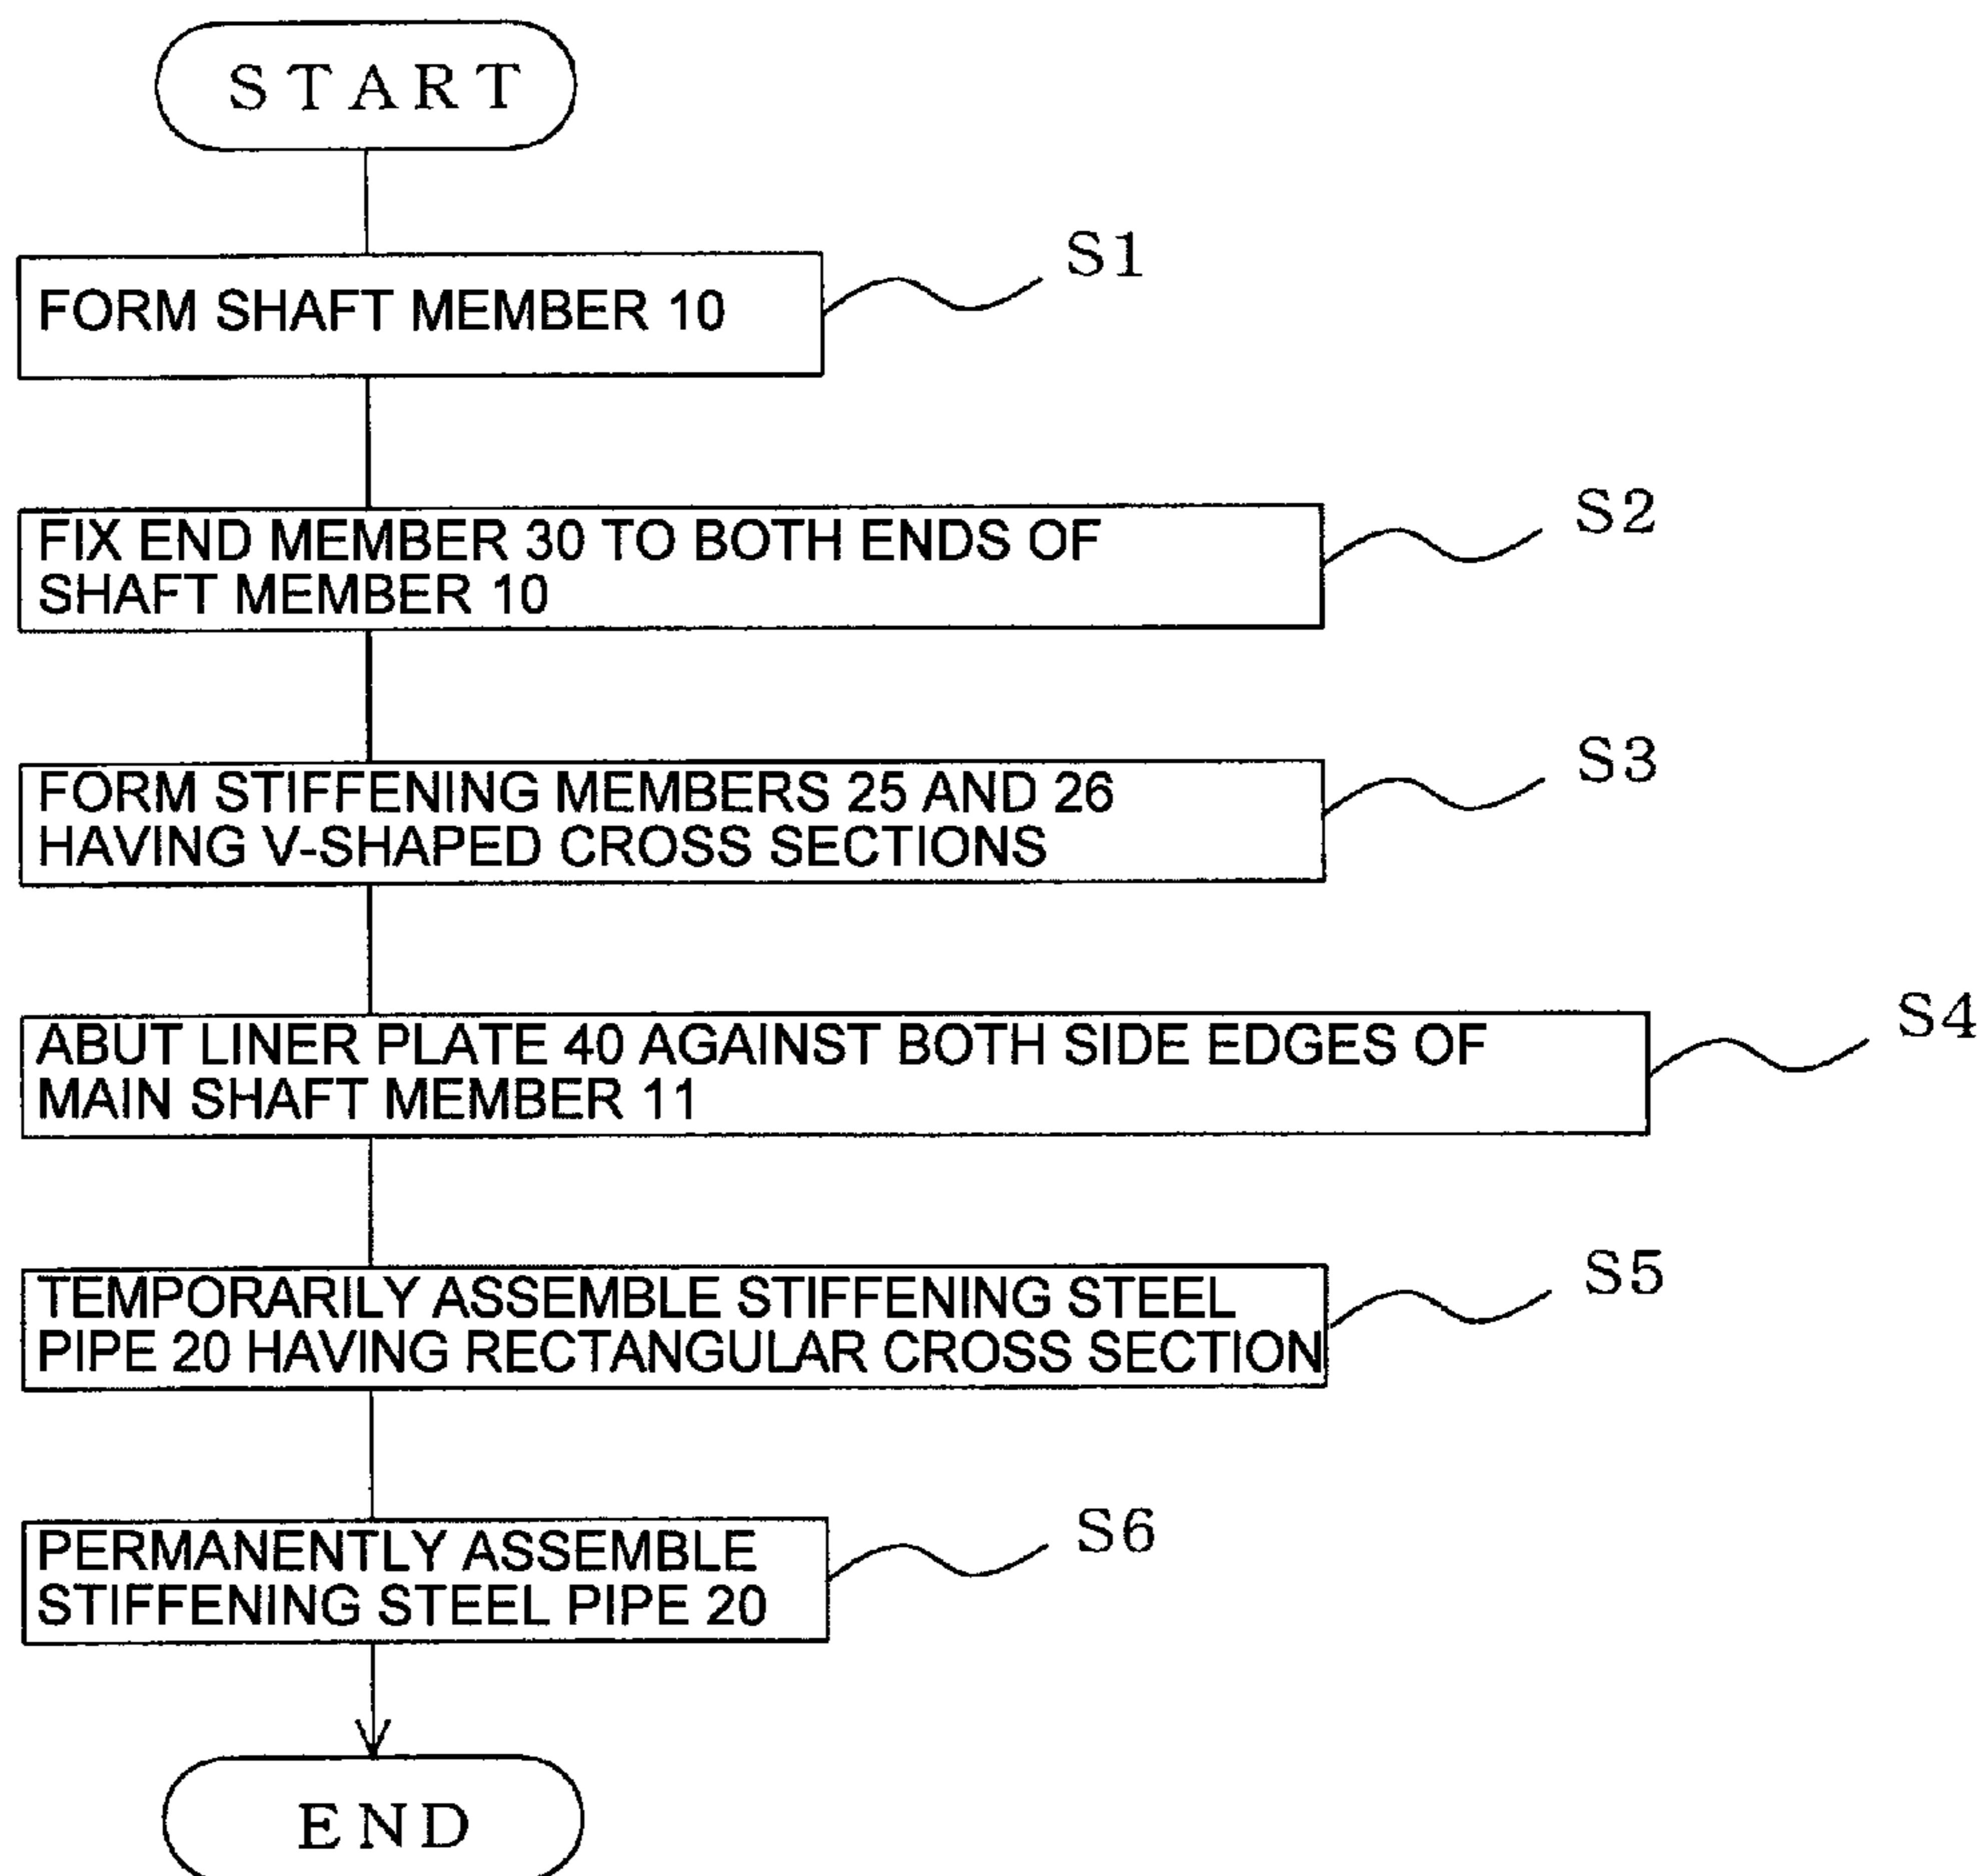 START
S1
FORM SHAFT MEMBER 10
S2
FIX END MEMBER 30 TO BOTH ENDS OF
SHAFT MEMBER 10
S3
FORM STIFFENING MEMBERS 25 AND 26
HAVING V-SHAPED CROSS SECTIONS
S4
ABUT LINER PLATE 40 AGAINST BOTH SIDE EDGES OF
MAIN SHAFT MEMBER 11
S5
TEMPORARILY ASSEMBLE STIFFENING STEEL
PIPE 20 HAVING RECTANGULAR CROSS SECTION
S6
PERMANENTLY ASSEMBLE
STIFFENING STEEL PIPE 20
END